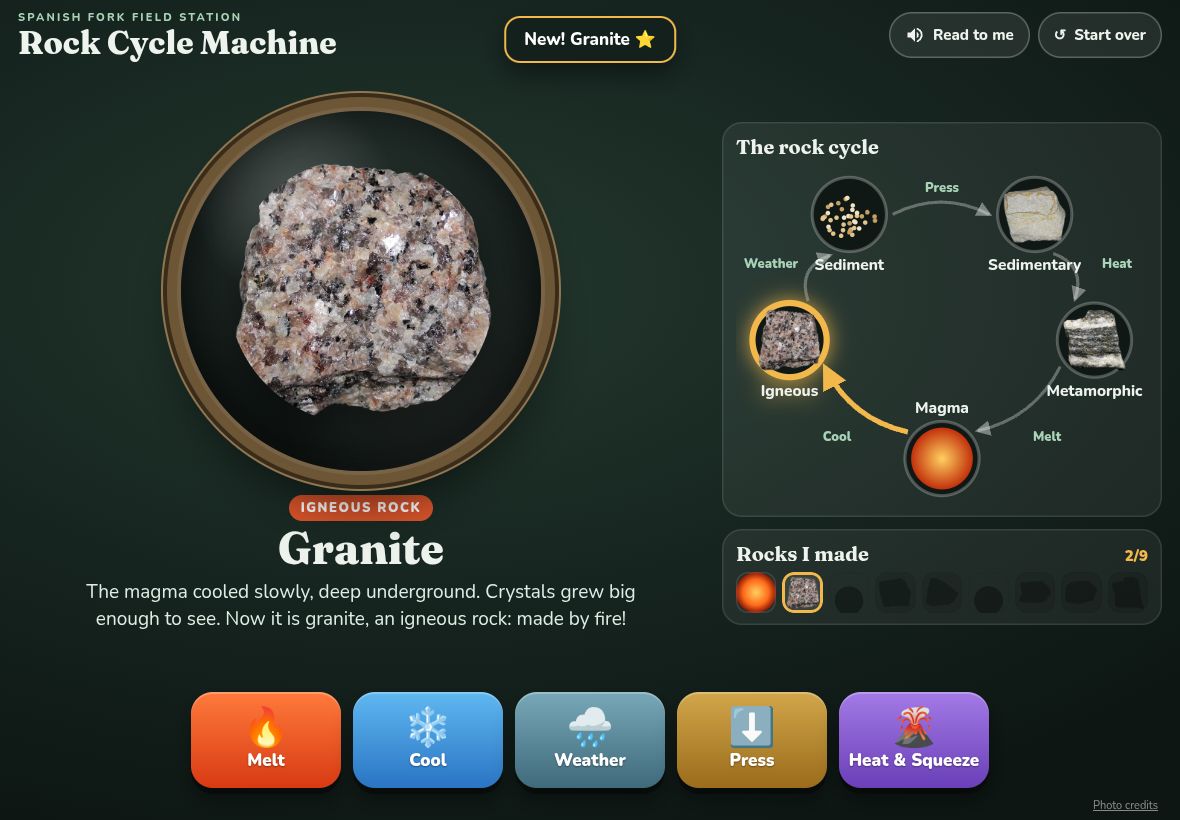 SPANISH FORK FIELD STATION
Rock Cycle Machine
New! Granite ⭐
Read to me
↺ Start over
The rock cycle
Press
Weather
Sediment
Sedimentary
Heat
Igneous
Metamorphic
Magma
Cool
Melt
IGNEOUS ROCK
Granite
The magma cooled slowly, deep underground. Crystals grew big
enough to see. Now it is granite, an igneous rock: made by fire!
Rocks I made
2/9
Melt
Cool
Weather
Press
Heat & Squeeze
Photo credits